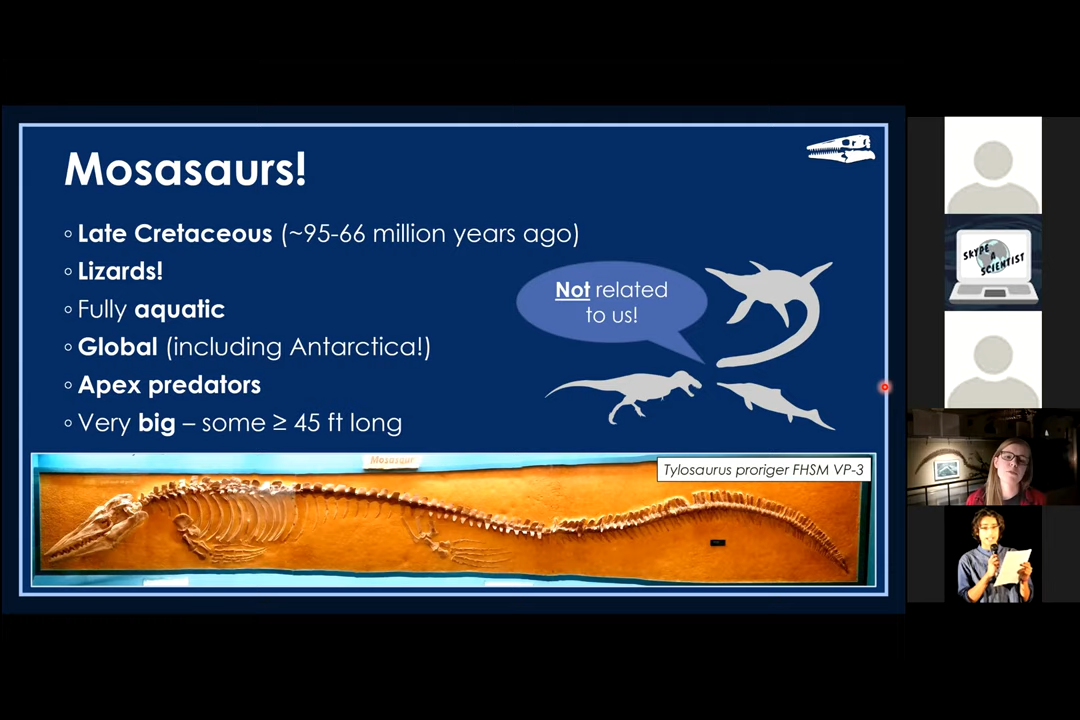 Mosasaurs!
◦ Late Cretaceous (~95-66 million years ago)
◦ Lizards!
◦ Fully aquatic
◦ Global (including Antarctica!)
◦ Apex predators
◦ Very big – some ≥ 45 ft long
Not related
to us!
Mosasaur
Tylosaurus proriger FHSM VP-3
SKYPE
A
SCIENTIST